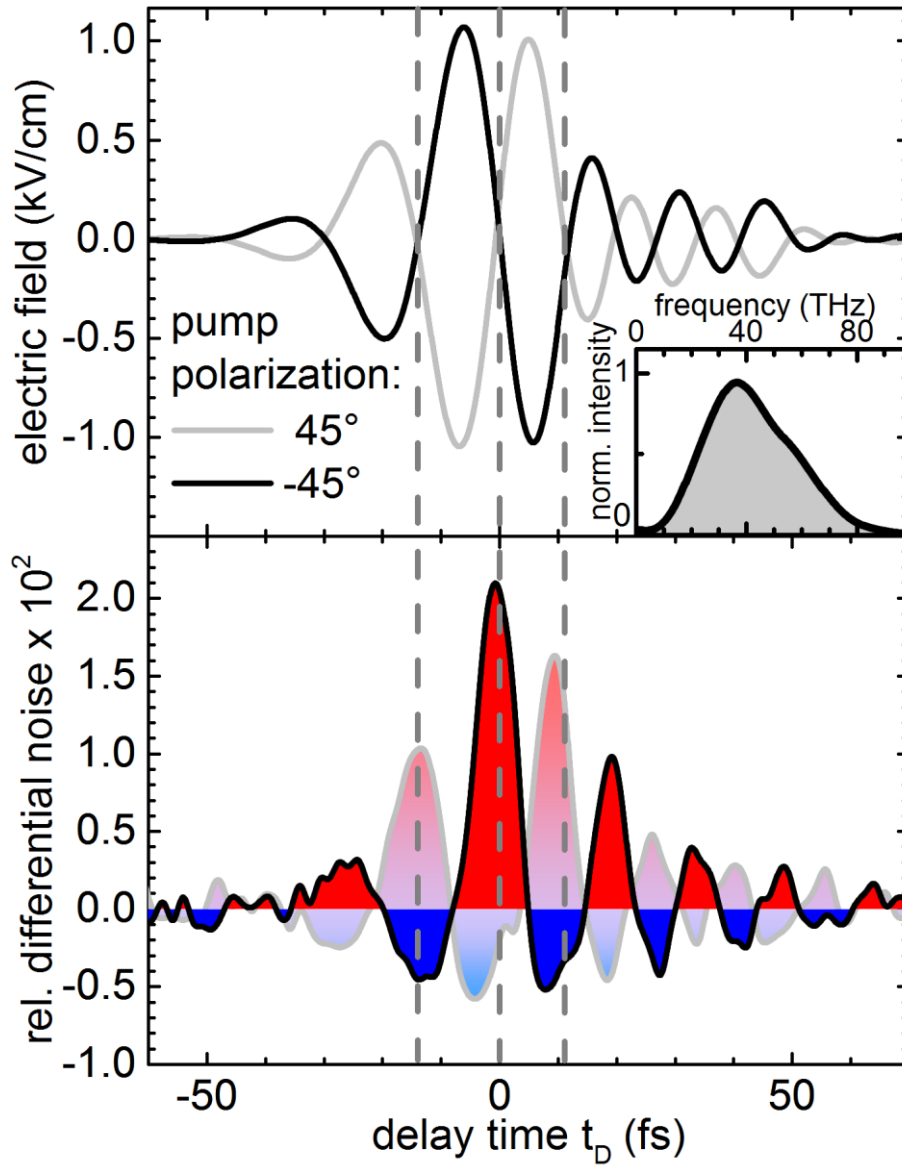 1.0
0.5
0.0
-0.5
-1.0
electric field (kV/cm)
pump
polarization:
45°
-45°
frequency (THz)
0 40 80
norm. intensity
1
0
2.0
1.5
1.0
0.5
0.0
-0.5
-1.0
rel. differential noise x 10²
-50 0 50
delay time t_D (fs)